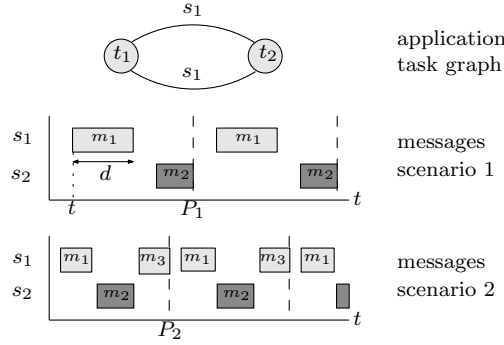 s1
t1 t2
s1
application
task graph
s1 m1 m1
s2 m2 m2
d
t P1 t
messages
scenario 1
s1 m1 m3 m1 m3 m1
s2 m2 m2
P2 t
messages
scenario 2